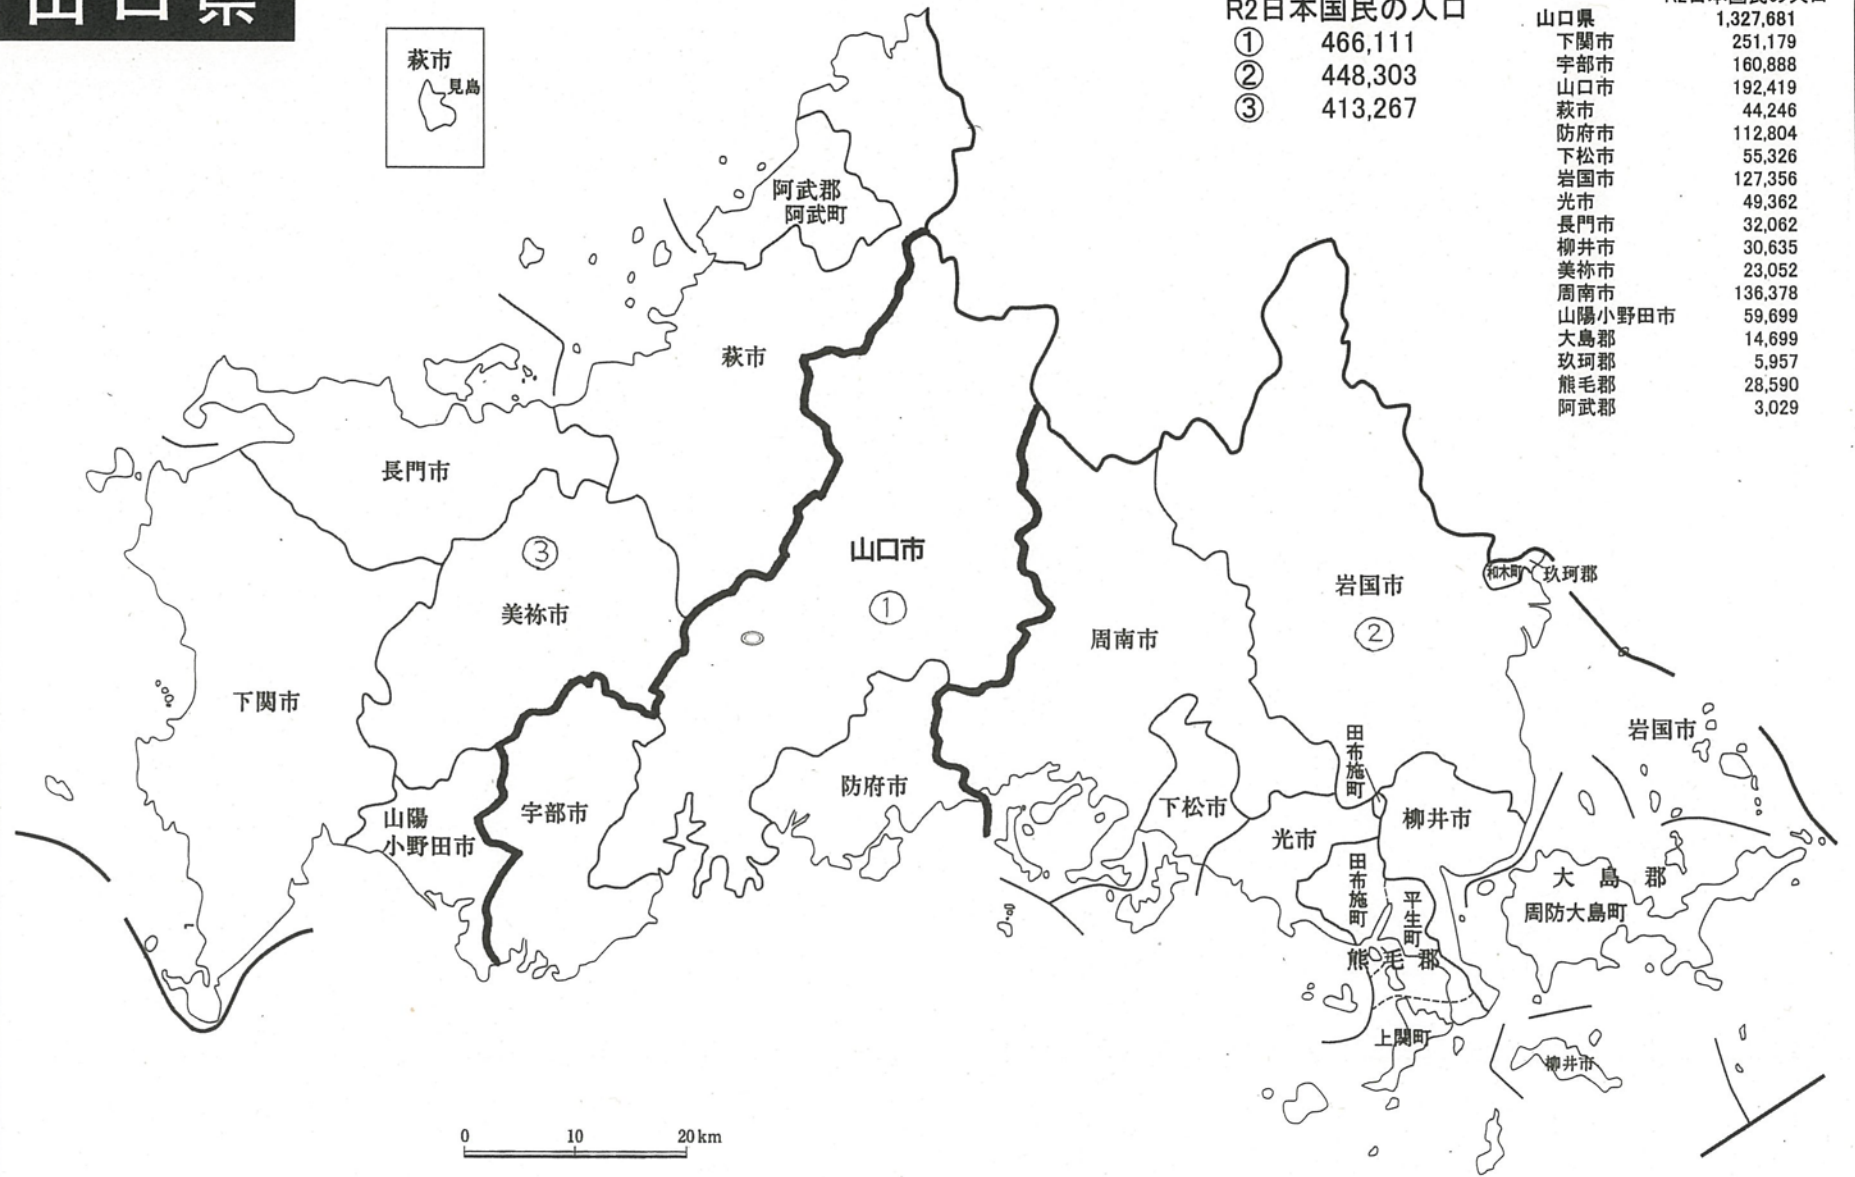 山口県
R2日本国民の人口
① 466,111
② 448,303
③ 413,267
R2日本国民の人口
山口県 1,327,681
下関市 251,179
宇部市 160,888
山口市 192,419
萩市 44,246
防府市 112,804
下松市 55,326
岩国市 127,356
光市 49,362
長門市 32,062
柳井市 30,635
美祢市 23,052
周南市 136,378
山陽小野田市 59,699
大島郡 14,699
玖珂郡 5,957
熊毛郡 28,590
阿武郡 3,029
萩市
見島
阿武郡
阿武町
萩市
長門市
③
美祢市
下関市
山陽
小野田市
宇部市
山口市
①
防府市
周南市
下松市
光市
岩国市
②
和木町
玖珂郡
岩国市
田布施町
柳井市
田布施町
平生町
熊毛郡
上関町
大島郡
周防大島町
柳井市
0 10 20km